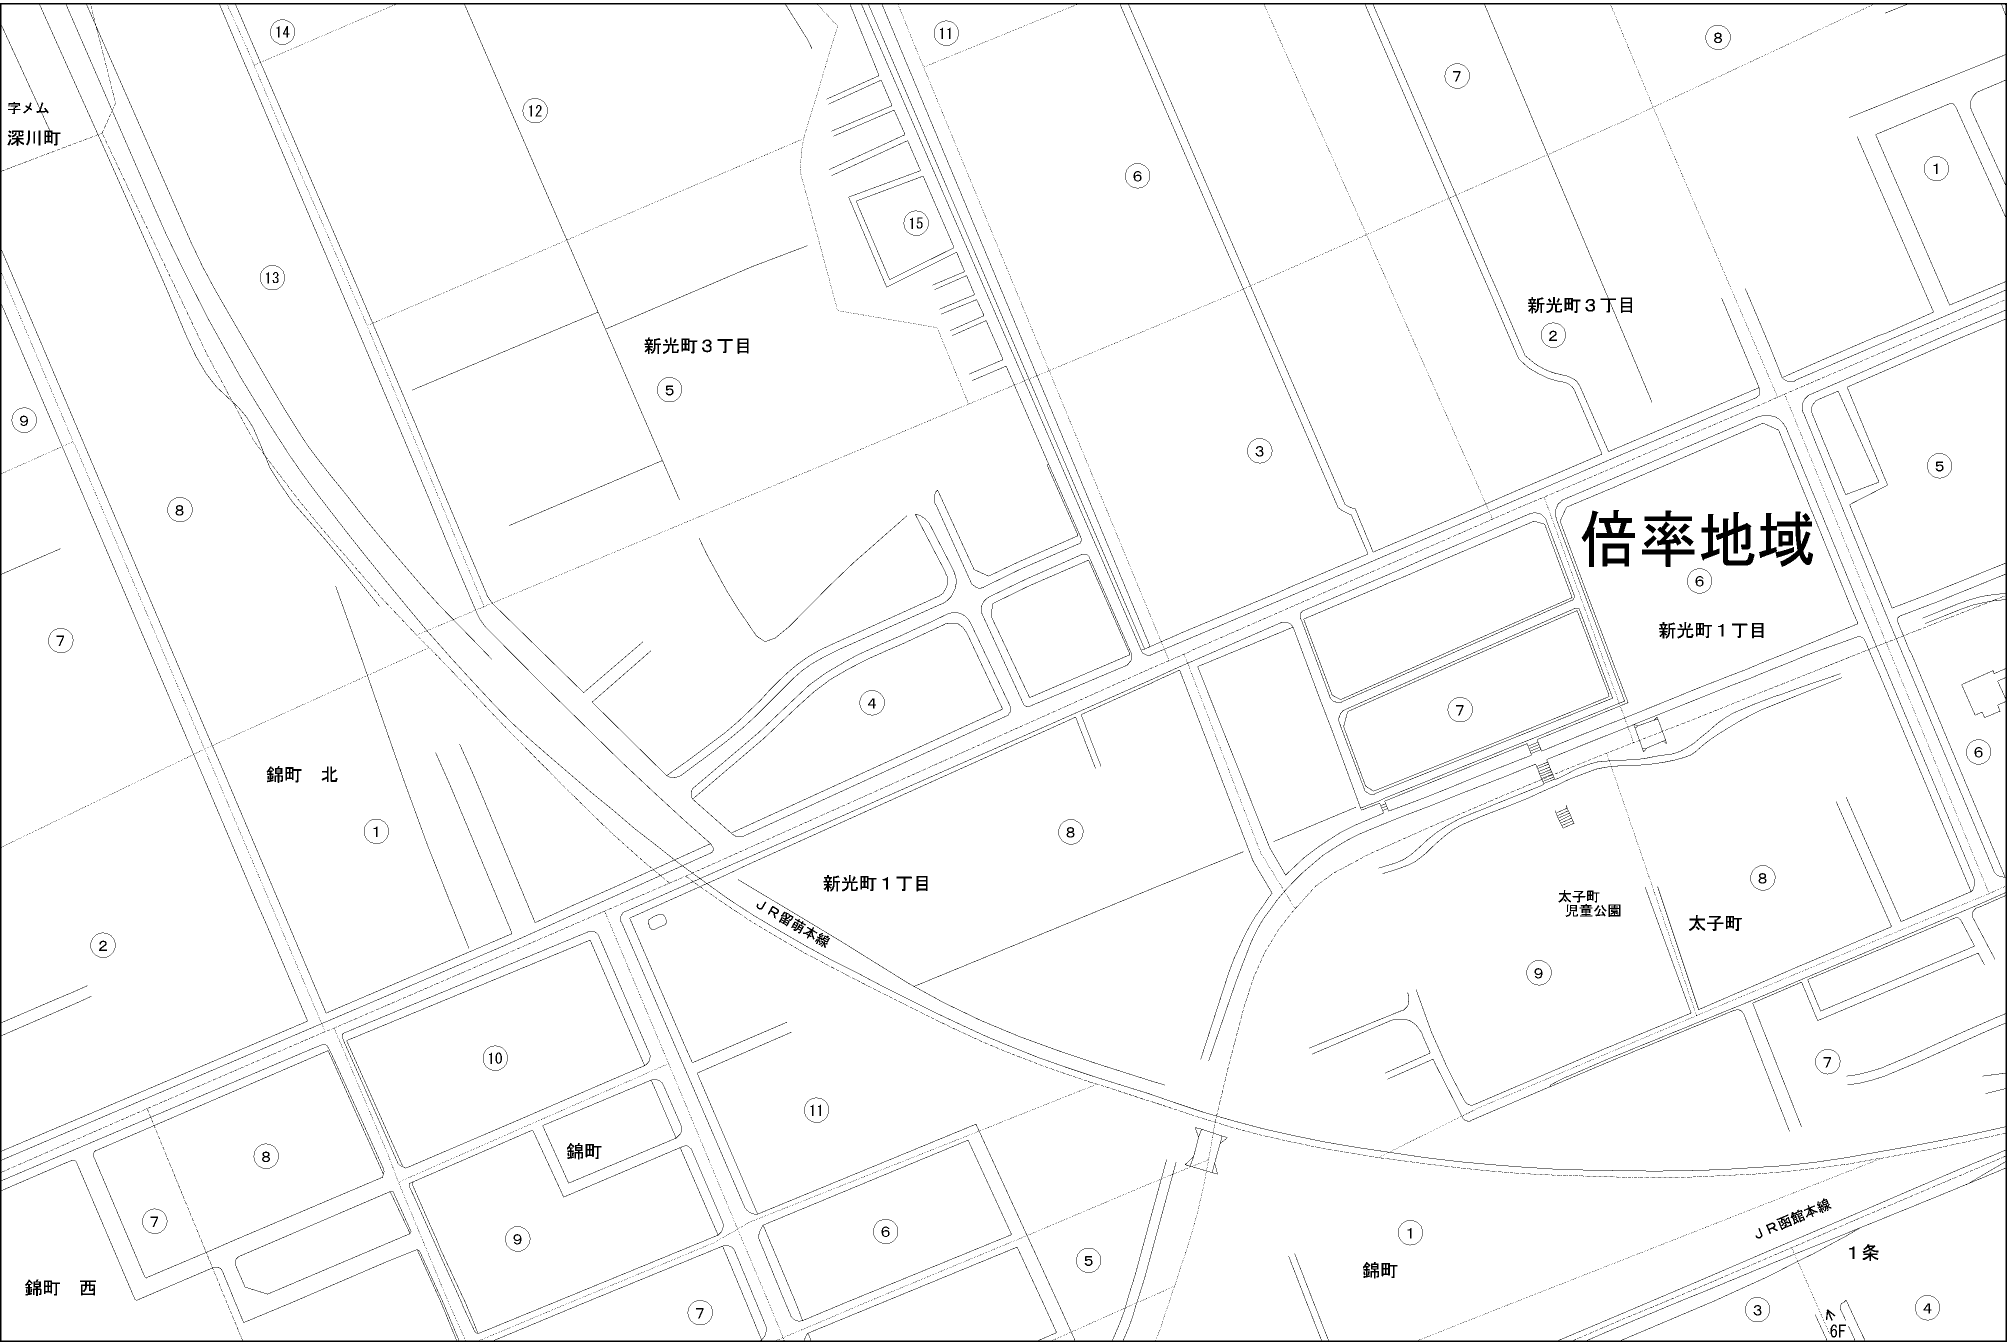 ⑭
⑪
⑧
⑦
⑫
字メム
深川町
①
⑥
⑮
⑬
新光町3丁目
②
新光町3丁目
⑤
⑨
③
⑤
⑧
倍率地域
⑥
新光町1丁目
⑦
④
⑦
⑥
錦町 北
①
⑧
新光町1丁目
⑧
太子町
児童公園
太子町
JR留萌本線
②
⑨
⑩
⑦
⑪
錦町
⑧
⑦
⑨
⑥
⑤
①
錦町
JR函館本線
1条
錦町 西
⑦
③
④
↑
6F